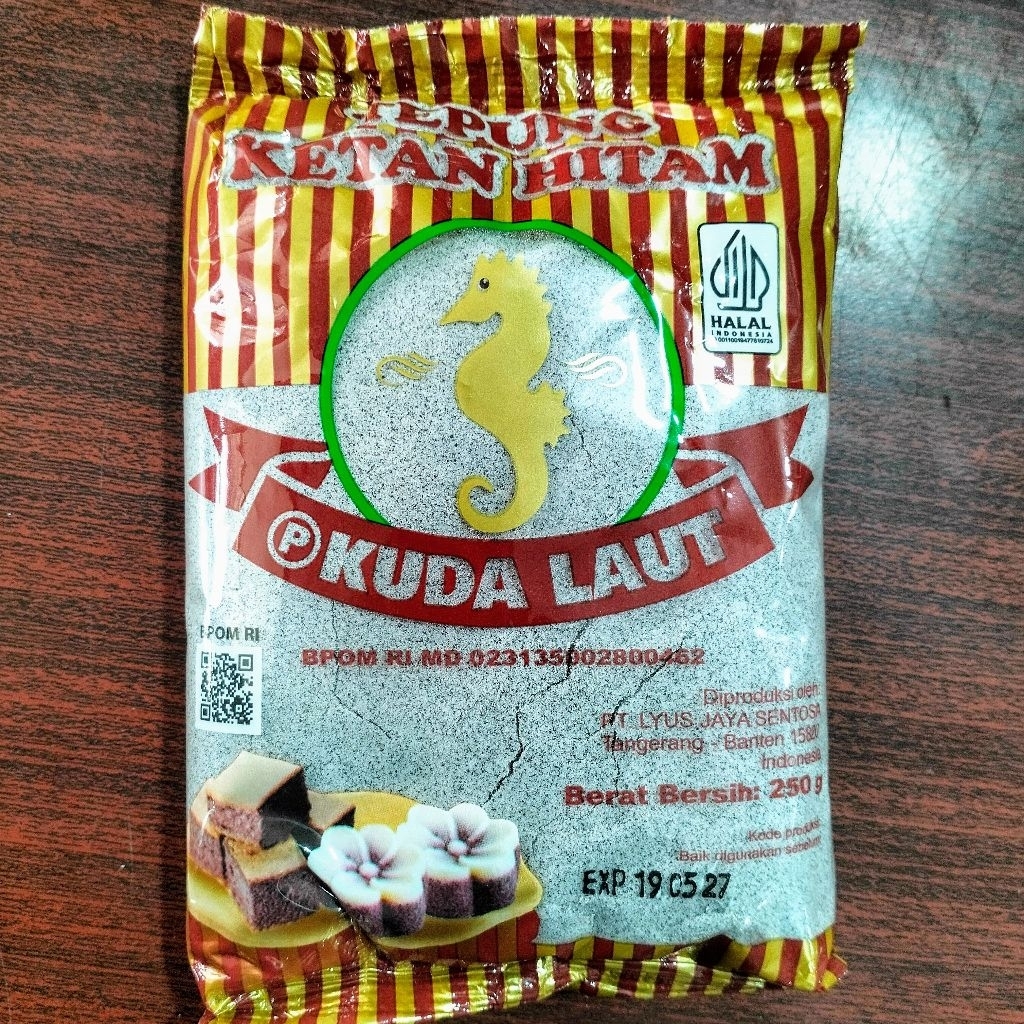 TEPUNG
KETAN HITAM
HALAL
INDONESIA
P KUDA LAUT
BPOM RI
BPOM RI MD 023135002800462
Diproduksi oleh:
PT. LYUS JAYA SENTOSA
Tangerang - Banten
Indonesia
Berat Bersih: 250 g
Kode produksi
Baik digunakan sebelum
EXP 19 05 27